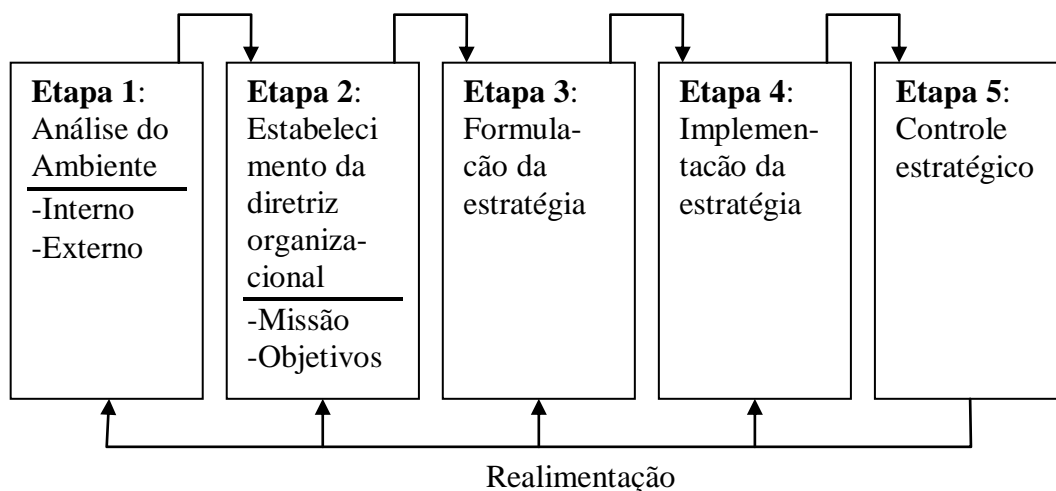 Etapa 1:
Análise do
Ambiente
-Interno
-Externo
Etapa 2:
Estabeleci
mento da
diretriz
organiza-
cional
-Missão
-Objetivos
Etapa 3:
Formula-
cão da
estratégia
Etapa 4:
Implemen-
tacão da
estratégia
Etapa 5:
Controle
estratégico
Realimentação